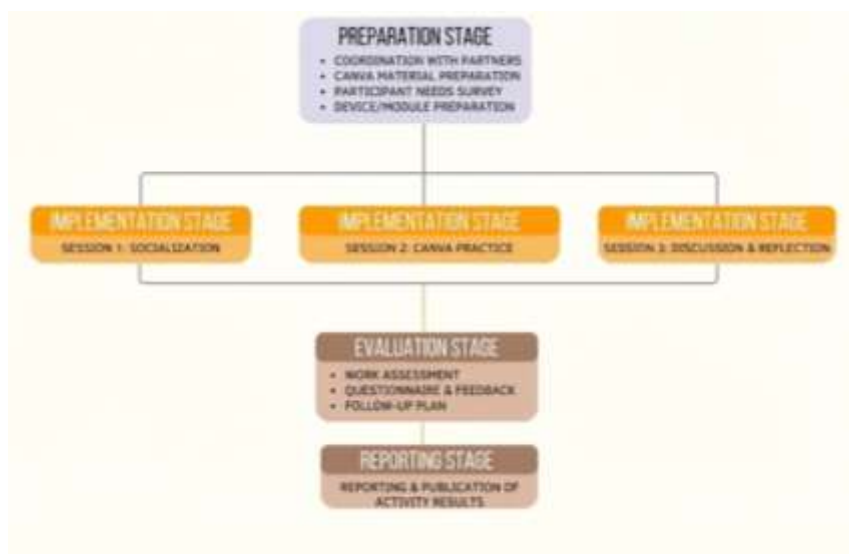 PREPARATION STAGE
• COORDINATION WITH PARTNERS
• CANVA MATERIAL PREPARATION
• PARTICIPANT NEEDS SURVEY
• DEVICE/MODULE PREPARATION
IMPLEMENTATION STAGE
SESSION 1: SOCIALIZATION
IMPLEMENTATION STAGE
SESSION 2: CANVA PRACTICE
IMPLEMENTATION STAGE
SESSION 3: DISCUSSION & REFLECTION
EVALUATION STAGE
• WORK ASSESSMENT
• QUESTIONNAIRE & FEEDBACK
• FOLLOW-UP PLAN
REPORTING STAGE
REPORTING & PUBLICATION OF
ACTIVITY RESULTS